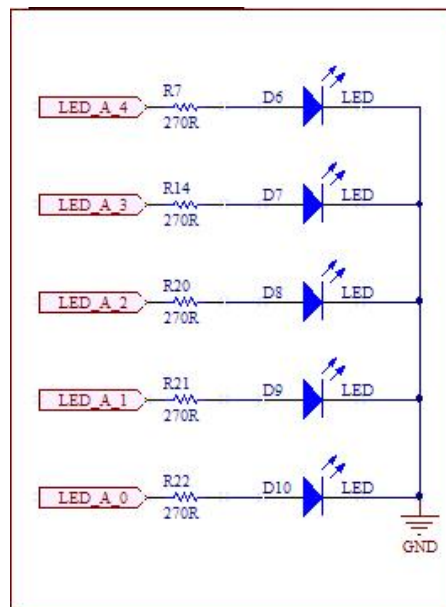 R7
LED_A_4
270R
D6
LED
R14
LED_A_3
270R
D7
LED
R20
LED_A_2
270R
D8
LED
R21
LED_A_1
270R
D9
LED
R22
LED_A_0
270R
D10
LED
GND